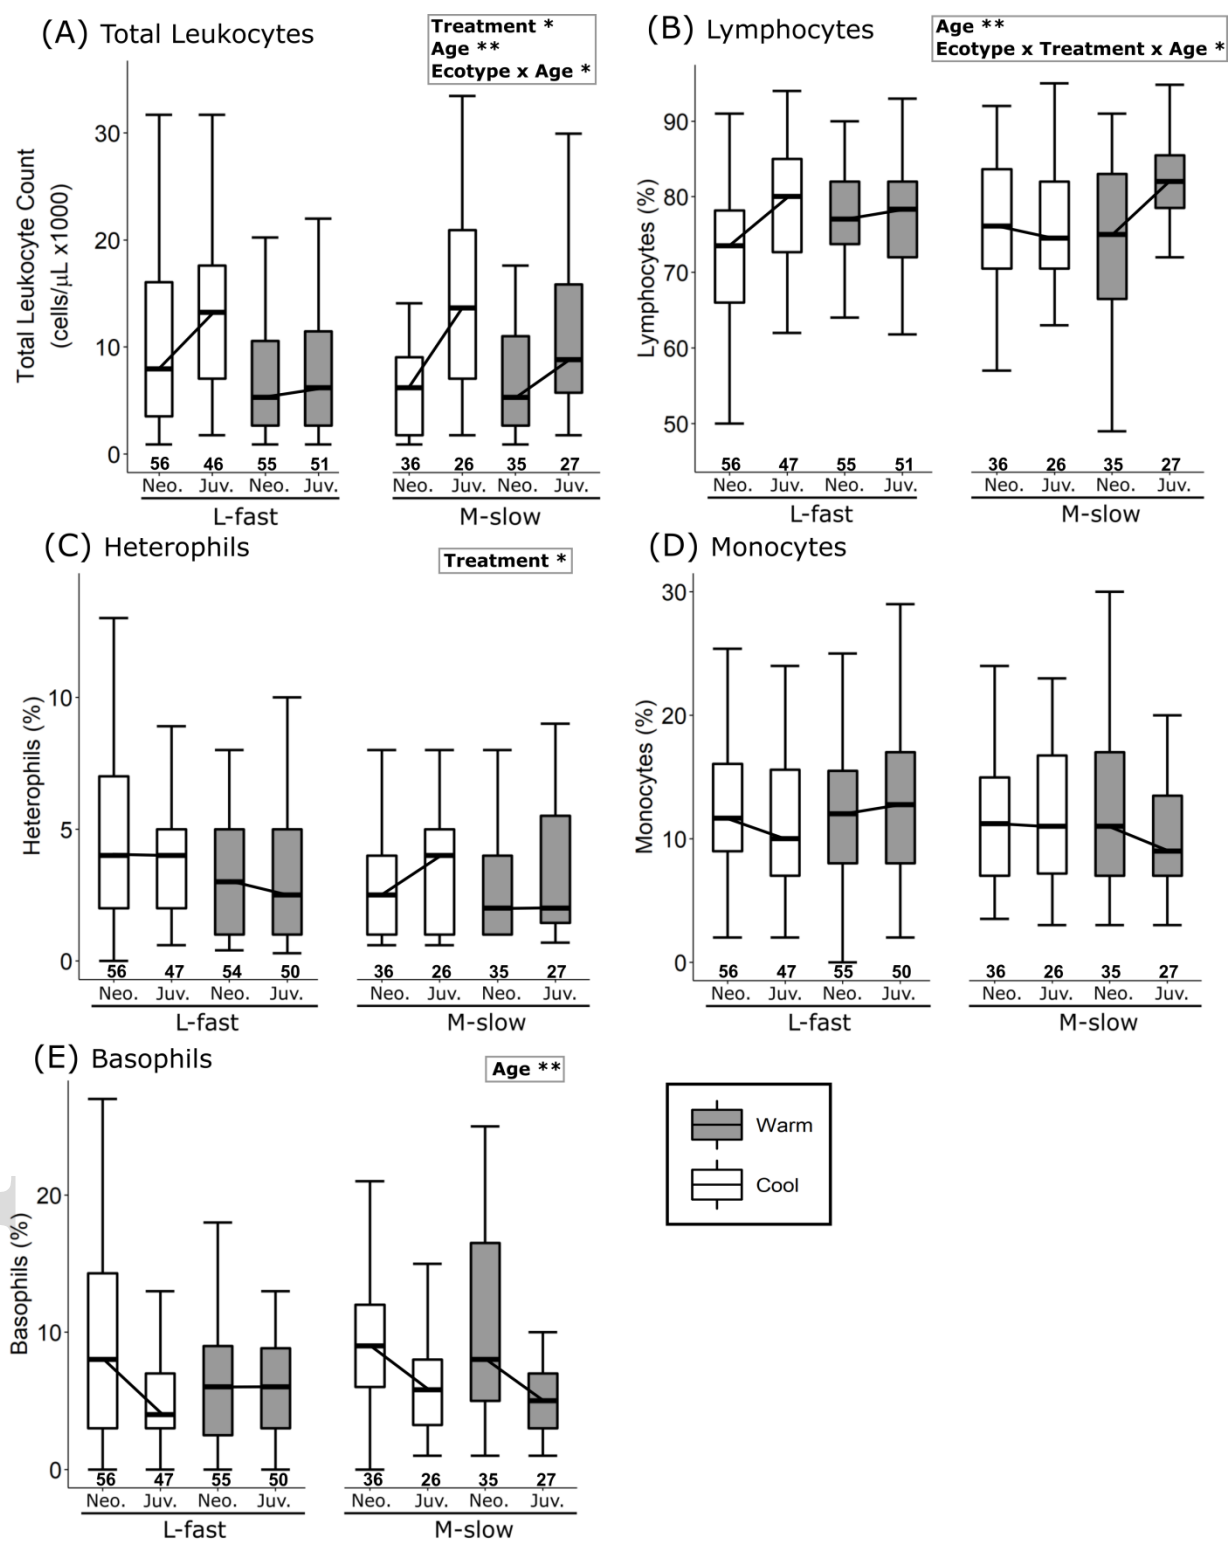 (A) Total Leukocytes
Treatment *
Age **
Ecotype x Age *
Total Leukocyte Count
(cells/µL x1000)
30
20
10
0
56 46 55 51 36 26 35 27
Neo. Juv. Neo. Juv. Neo. Juv. Neo. Juv.
L-fast M-slow
(B) Lymphocytes
Age **
Ecotype x Treatment x Age *
Lymphocytes (%)
90
80
70
60
50
56 47 55 51 36 26 35 27
Neo. Juv. Neo. Juv. Neo. Juv. Neo. Juv.
L-fast M-slow
(C) Heterophils
Treatment *
Heterophils (%)
10
5
0
56 47 54 50 36 26 35 27
Neo. Juv. Neo. Juv. Neo. Juv. Neo. Juv.
L-fast M-slow
(D) Monocytes
Monocytes (%)
30
20
10
0
56 47 55 50 36 26 35 27
Neo. Juv. Neo. Juv. Neo. Juv. Neo. Juv.
L-fast M-slow
(E) Basophils
Age **
Basophils (%)
20
10
0
56 47 55 50 36 26 35 27
Neo. Juv. Neo. Juv. Neo. Juv. Neo. Juv.
L-fast M-slow
Warm
Cool